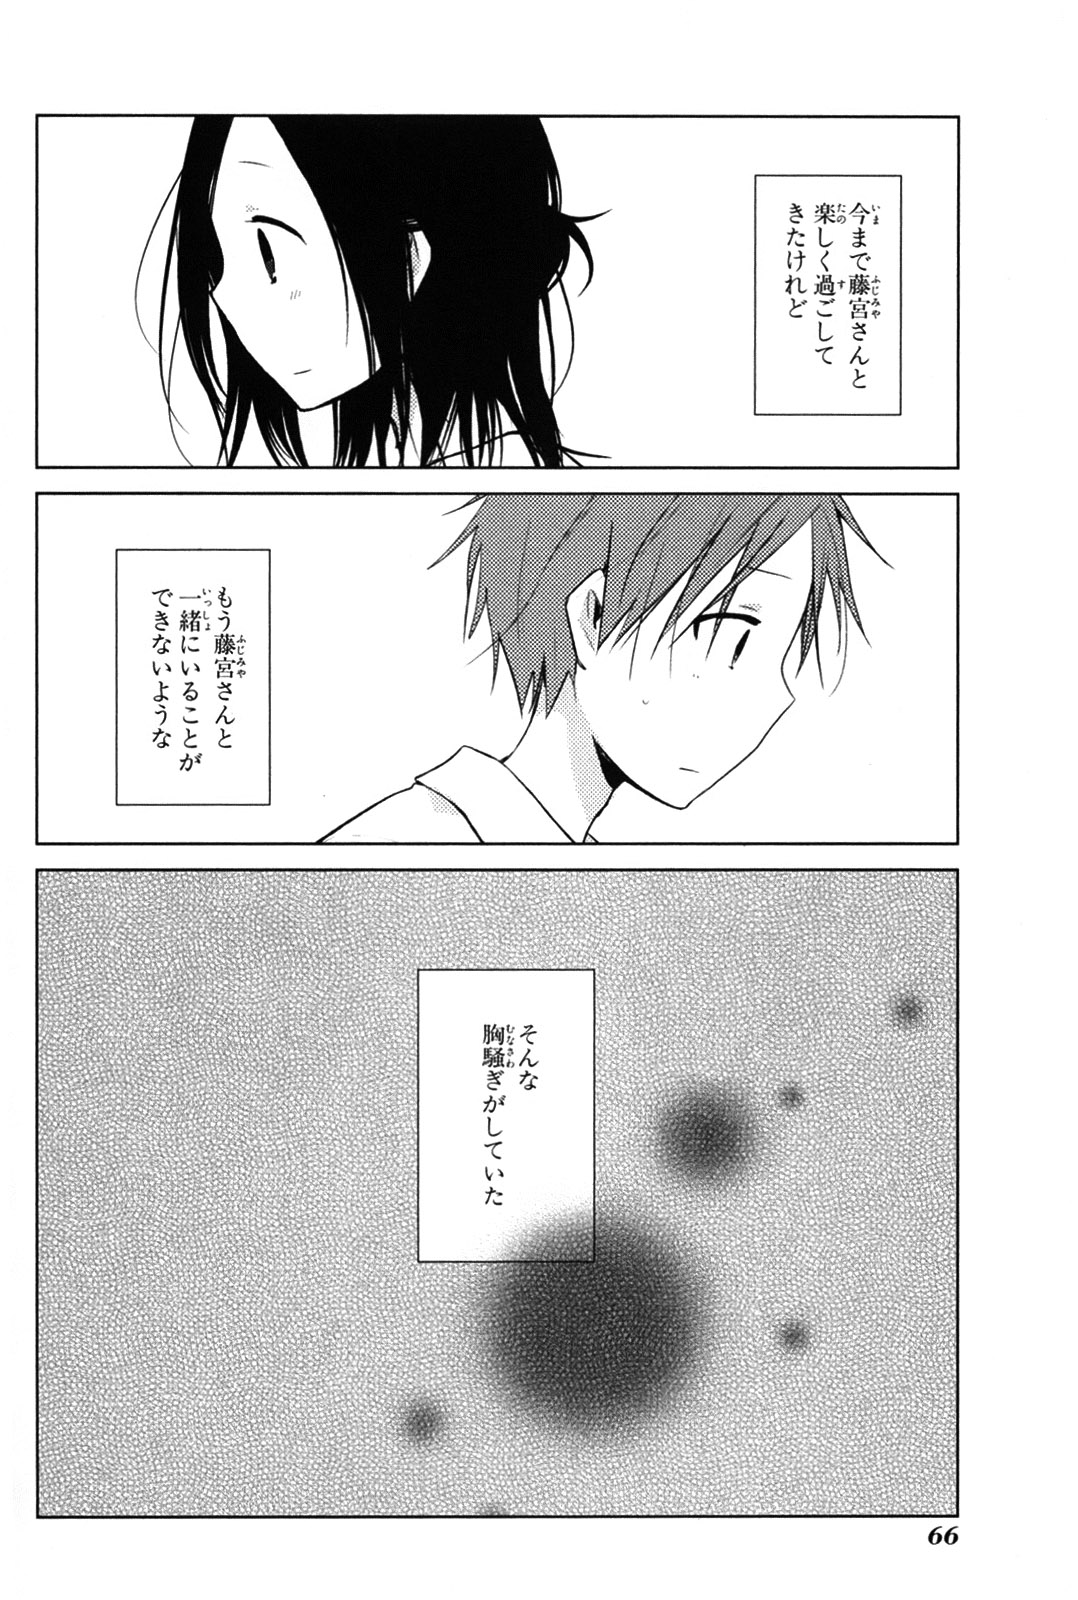 今まで藤宮さんと
楽しく過ごして
きたけれど
もう藤宮さんと
一緒にいることが
できないような
そんな
胸騒ぎがしていた
66